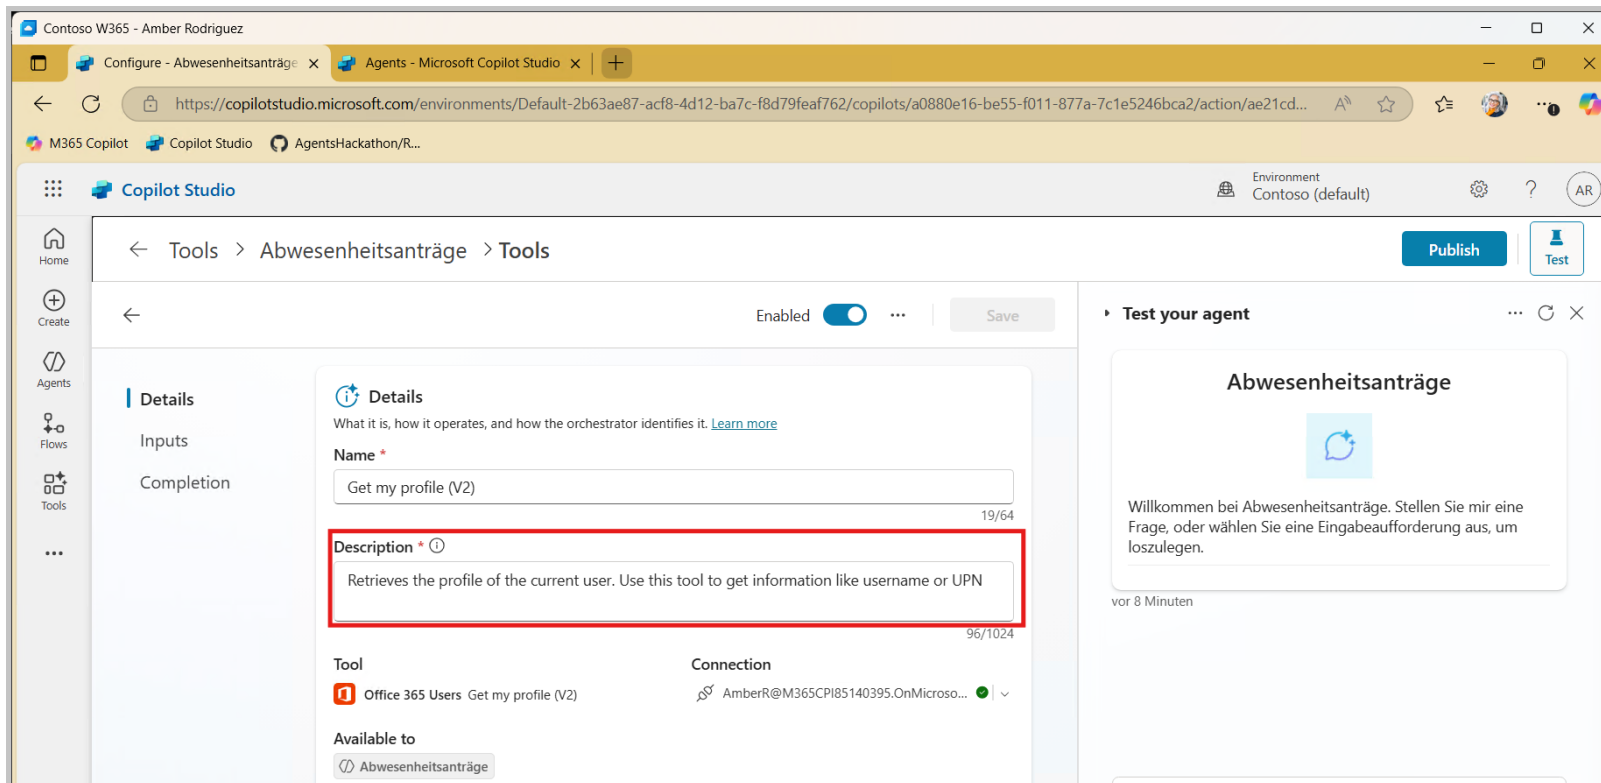 Contoso W365 - Amber Rodriguez
Configure - Abwesenheitsanträge
Agents - Microsoft Copilot Studio
https://copilotstudio.microsoft.com/environments/Default-2b63ae87-acf8-4d12-ba7c-f8d79feaf762/copilots/a0880e16-be55-f011-877a-7c1e5246bca2/action/ae21cd...
M365 Copilot
Copilot Studio
AgentsHackathon/R...
Copilot Studio
Environment
Contoso (default)
AR
Home
Create
Agents
Flows
Tools
Tools > Abwesenheitsanträge > Tools
Publish
Test
Enabled
Save
Details
Inputs
Completion
Details
What it is, how it operates, and how the orchestrator identifies it. Learn more
Name *
Get my profile (V2)
19/64
Description *
Retrieves the profile of the current user. Use this tool to get information like username or UPN
96/1024
Tool
Office 365 Users Get my profile (V2)
Connection
AmberR@M365CPI85140395.OnMicroso...
Available to
Abwesenheitsanträge
Test your agent
Abwesenheitsanträge
Willkommen bei Abwesenheitsanträge. Stellen Sie mir eine
Frage, oder wählen Sie eine Eingabeaufforderung aus, um
loszulegen.
vor 8 Minuten